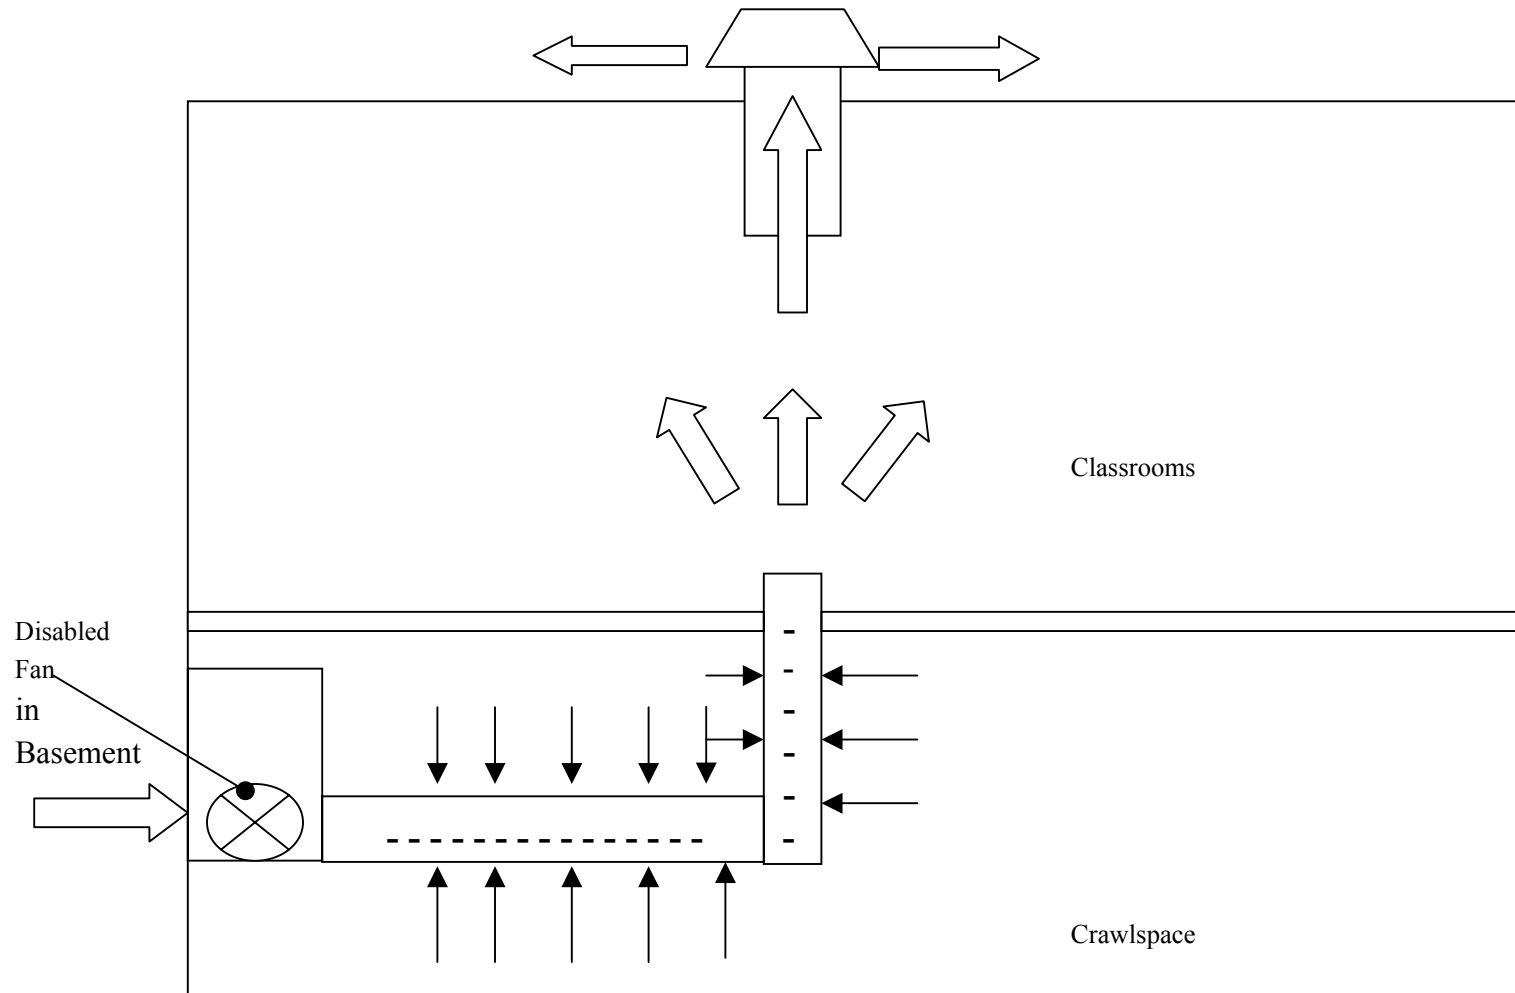 Classrooms
Disabled
Fan
in
Basement
Crawlspace